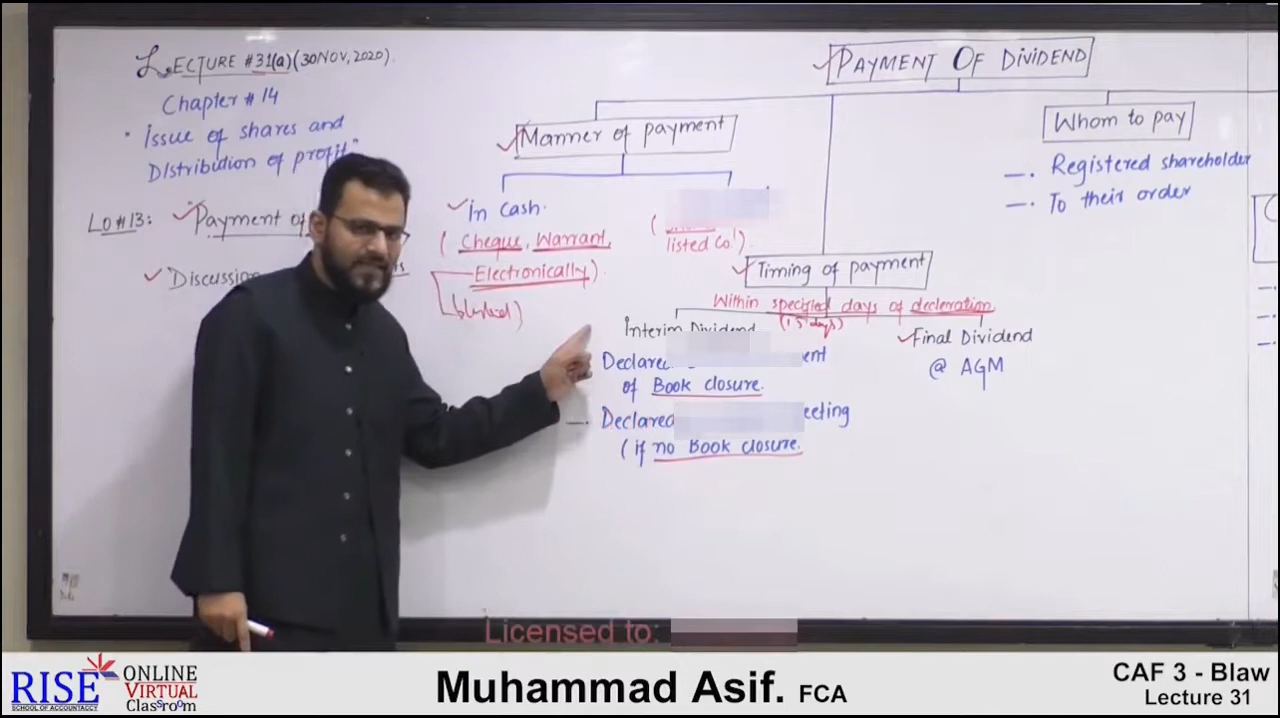 LECTURE #31(a)(30NOV,2020).
Chapter # 14
"Issue of shares and
Distribution of profit"
LO#13: Payment of
Discussion
PAYMENT OF DIVIDEND
Manner of payment
In Cash.
(Cheque, Warrant,
Electronically).
listed Co!).
Timing of payment
Within specified days of decleration
(15 days)
Interim Dividend
Declared
ent
of Book closure.
—. Declared
eeting
(if no Book closure.
Final Dividend
@ AGM
Whom to pay
—. Registered shareholder
—. To their order
Licensed to:
RISE
SCHOOL OF ACCOUNTANCY
ONLINE
VIRTUAL
Classroom
Muhammad Asif. FCA
CAF 3 - Blaw
Lecture 31